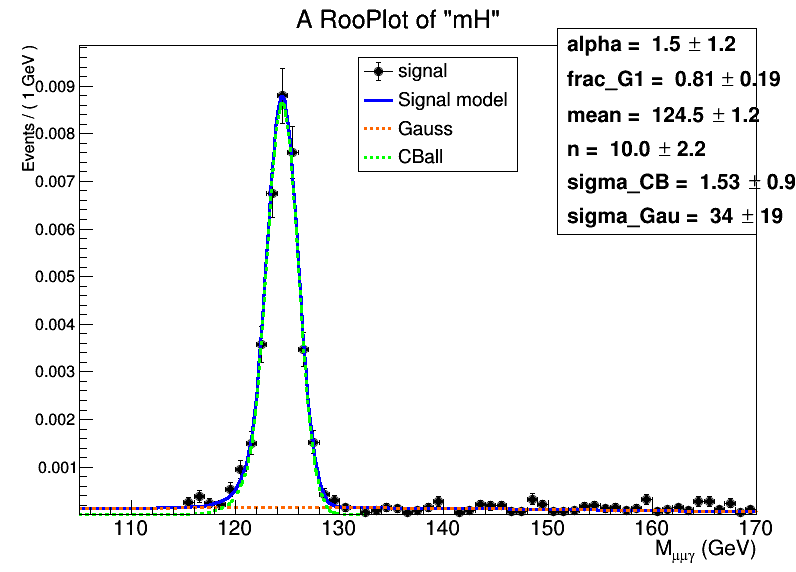 A RooPlot of "mH"
Events / ( 1 GeV )
0.009
0.008
0.007
0.006
0.005
0.004
0.003
0.002
0.001
signal
Signal model
Gauss
CBall
alpha = 1.5 ± 1.2
frac_G1 = 0.81 ± 0.19
mean = 124.5 ± 1.2
n = 10.0 ± 2.2
sigma_CB = 1.53 ± 0.9
sigma_Gau = 34 ± 19
110 120 130 140 150 160 170
Mμμγ (GeV)